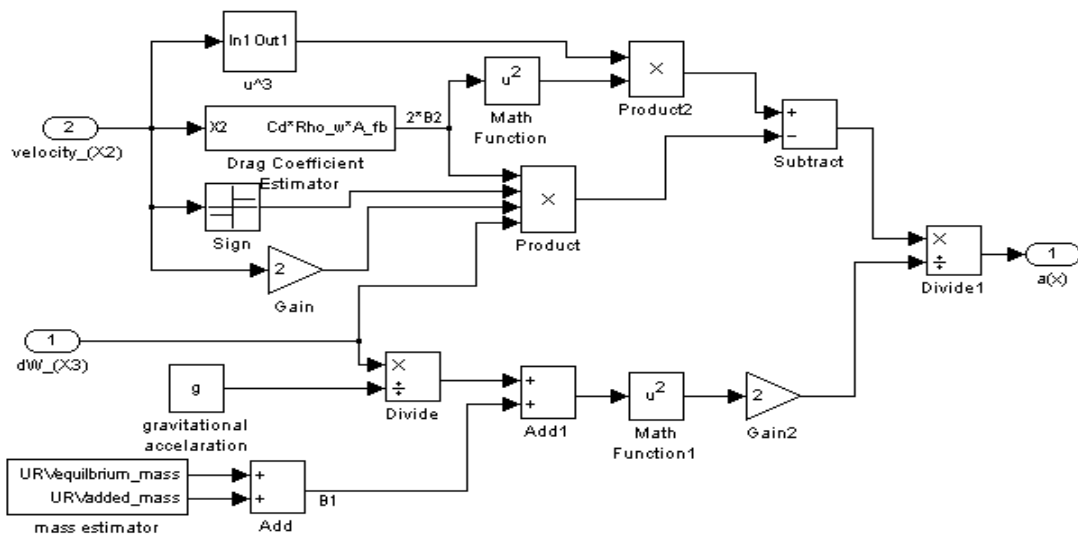 In1 Out1
u^3
2
velocity_(X2)
X2
Cd*Rho_w*A_fb
Drag Coefficient
Estimator
2*B2
u^2
Math
Function
×
Product2
+
−
Subtract
Sign
2
Gain
×
Product
×
÷
Divide1
1
a(x)
1
dW_(X3)
g
gravitational
accelaration
×
÷
Divide
+
+
Add1
u^2
Math
Function1
2
Gain2
URVequilbrium_mass
URVadded_mass
mass estimator
+
+
Add
B1